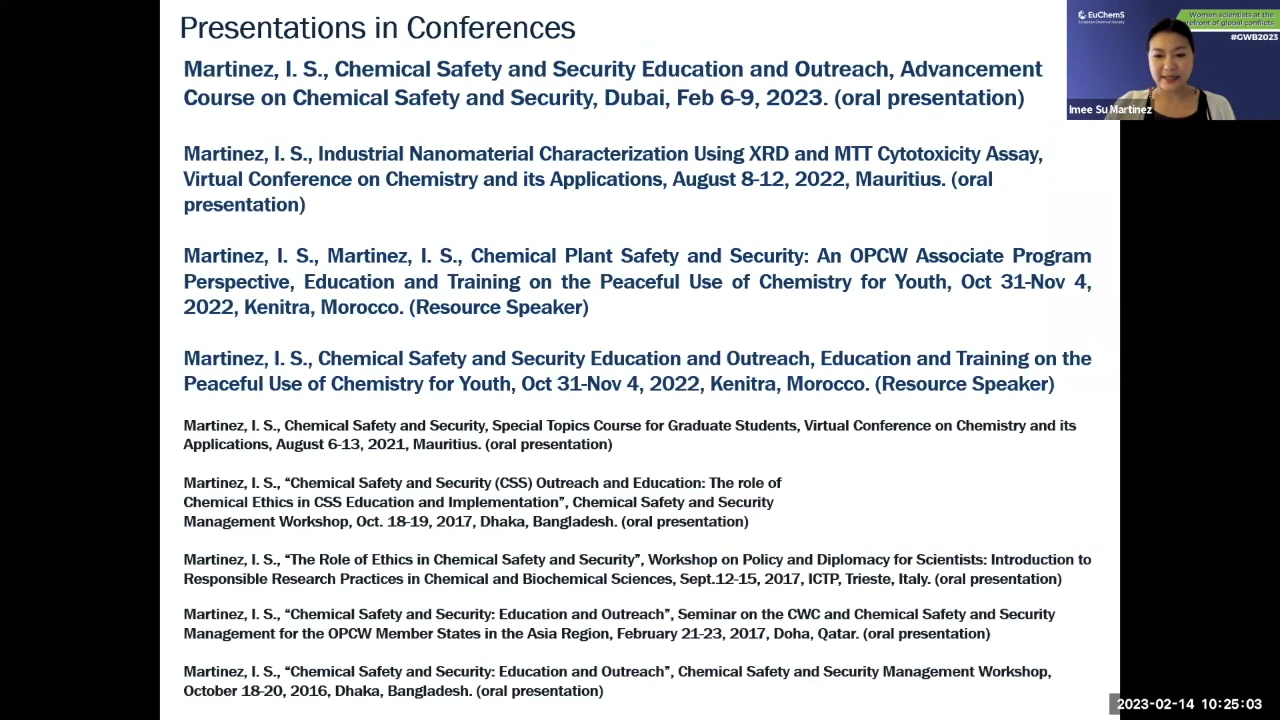 Presentations in Conferences
Martinez, I. S., Chemical Safety and Security Education and Outreach, Advancement
Course on Chemical Safety and Security, Dubai, Feb 6-9, 2023. (oral presentation)
Martinez, I. S., Industrial Nanomaterial Characterization Using XRD and MTT Cytotoxicity Assay,
Virtual Conference on Chemistry and its Applications, August 8-12, 2022, Mauritius. (oral
presentation)
Martinez, I. S., Martinez, I. S., Chemical Plant Safety and Security: An OPCW Associate Program
Perspective, Education and Training on the Peaceful Use of Chemistry for Youth, Oct 31-Nov 4,
2022, Kenitra, Morocco. (Resource Speaker)
Martinez, I. S., Chemical Safety and Security Education and Outreach, Education and Training on the
Peaceful Use of Chemistry for Youth, Oct 31-Nov 4, 2022, Kenitra, Morocco. (Resource Speaker)
Martinez, I. S., Chemical Safety and Security, Special Topics Course for Graduate Students, Virtual Conference on Chemistry and its
Applications, August 6-13, 2021, Mauritius. (oral presentation)
Martinez, I. S., “Chemical Safety and Security (CSS) Outreach and Education: The role of
Chemical Ethics in CSS Education and Implementation”, Chemical Safety and Security
Management Workshop, Oct. 18-19, 2017, Dhaka, Bangladesh. (oral presentation)
Martinez, I. S., “The Role of Ethics in Chemical Safety and Security”, Workshop on Policy and Diplomacy for Scientists: Introduction to
Responsible Research Practices in Chemical and Biochemical Sciences, Sept.12-15, 2017, ICTP, Trieste, Italy. (oral presentation)
Martinez, I. S., “Chemical Safety and Security: Education and Outreach”, Seminar on the CWC and Chemical Safety and Security
Management for the OPCW Member States in the Asia Region, February 21-23, 2017, Doha, Qatar. (oral presentation)
Martinez, I. S., “Chemical Safety and Security: Education and Outreach”, Chemical Safety and Security Management Workshop,
October 18-20, 2016, Dhaka, Bangladesh. (oral presentation)
EuChemS
Women scientists at the
refront of global conflicts
#GWB2023
Imee Su Martinez
2023-02-14 10:25:03